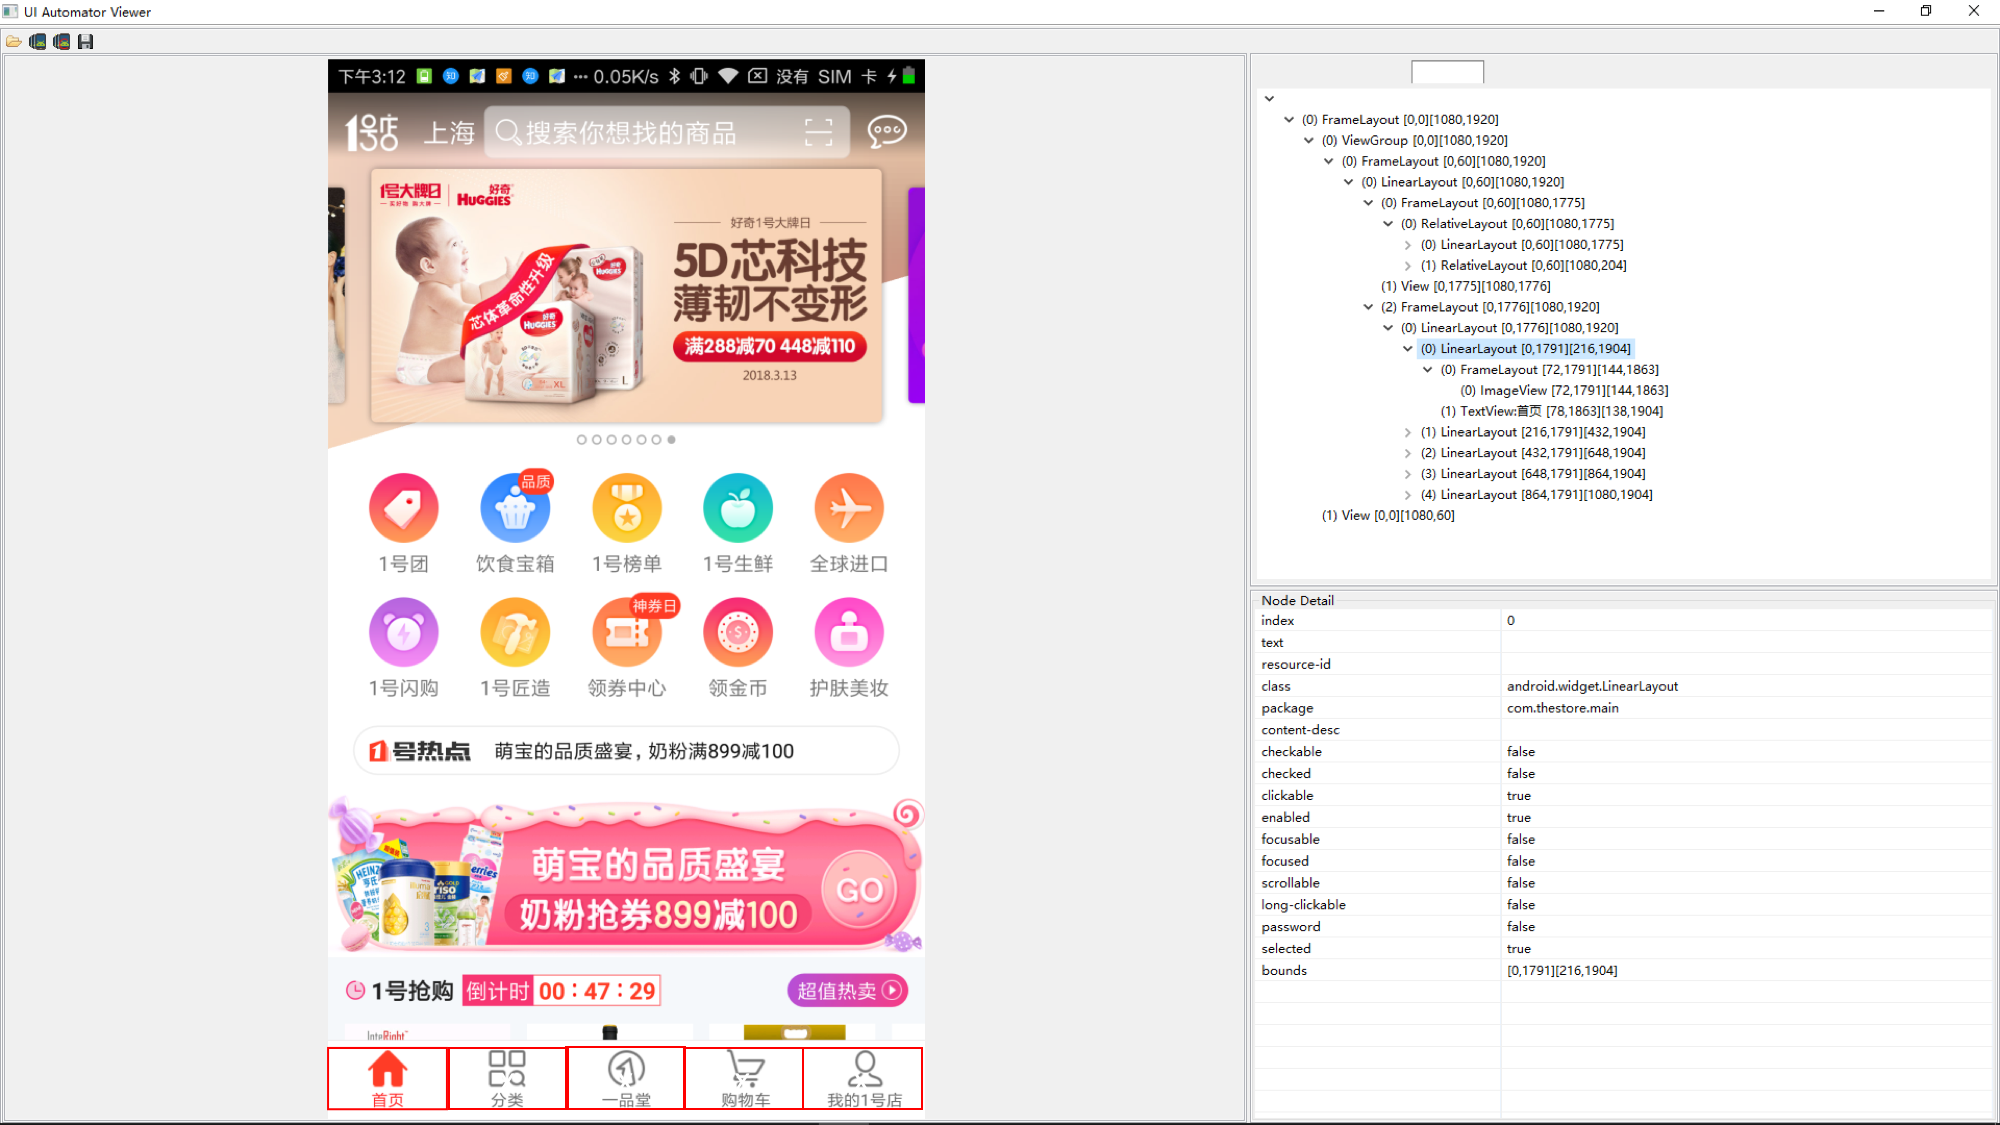 UI Automator Viewer
下午3:12 知 知 ··· 0.05K/s 没有 SIM 卡
1号店 上海 搜索你想找的商品
1号大牌日 好奇 HUGGIES
好奇1号大牌日
5D芯科技
薄韧不变形
满288减70 448减110
2018.3.13
芯体革命性升级
HUGGIES
好奇
HUGGIES
XL
L
品质
1号团 饮食宝箱 1号榜单 1号生鲜 全球进口
神券日
1号闪购 1号匠造 领券中心 领金币 护肤美妆
1号热点 萌宝的品质盛宴，奶粉满899减100
萌宝的品质盛宴
奶粉抢券899减100
GO
HEINZ
3
1号抢购 倒计时 00：47：29 超值热卖
InteRight
首页 分类 一品堂 购物车 我的1号店
(0) FrameLayout [0,0][1080,1920]
(0) ViewGroup [0,0][1080,1920]
(0) FrameLayout [0,60][1080,1920]
(0) LinearLayout [0,60][1080,1920]
(0) FrameLayout [0,60][1080,1775]
(0) RelativeLayout [0,60][1080,1775]
(0) LinearLayout [0,60][1080,1775]
(1) RelativeLayout [0,60][1080,204]
(1) View [0,1775][1080,1776]
(2) FrameLayout [0,1776][1080,1920]
(0) LinearLayout [0,1776][1080,1920]
(0) LinearLayout [0,1791][216,1904]
(0) FrameLayout [72,1791][144,1863]
(0) ImageView [72,1791][144,1863]
(1) TextView:首页 [78,1863][138,1904]
(1) LinearLayout [216,1791][432,1904]
(2) LinearLayout [432,1791][648,1904]
(3) LinearLayout [648,1791][864,1904]
(4) LinearLayout [864,1791][1080,1904]
(1) View [0,0][1080,60]
Node Detail
index 0
text
resource-id
class android.widget.LinearLayout
package com.thestore.main
content-desc
checkable false
checked false
clickable true
enabled true
focusable false
focused false
scrollable false
long-clickable false
password false
selected true
bounds [0,1791][216,1904]